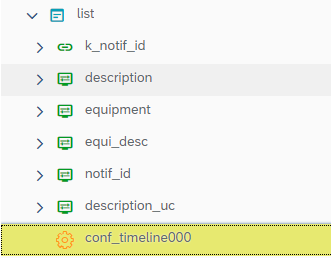 list
k_notif_id
description
equipment
equi_desc
notif_id
description_uc
conf_timeline000